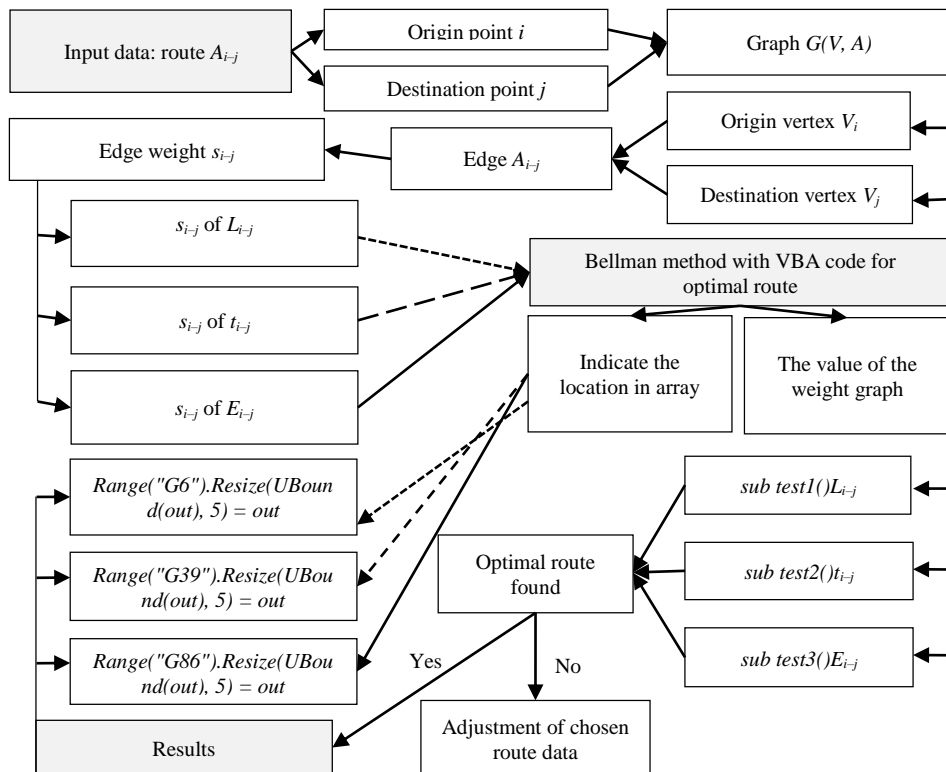 Input data: route A_{i–j}
Origin point i
Destination point j
Graph G(V, A)
Origin vertex V_i
Destination vertex V_j
Edge A_{i–j}
Edge weight s_{i–j}
s_{i–j} of L_{i–j}
s_{i–j} of t_{i–j}
s_{i–j} of E_{i–j}
Bellman method with VBA code for
optimal route
Indicate the
location in array
The value of the
weight graph
Range("G6").Resize(UBoun
d(out), 5) = out
Range("G39").Resize(UBou
nd(out), 5) = out
Range("G86").Resize(UBou
nd(out), 5) = out
sub test1()L_{i–j}
sub test2()t_{i–j}
sub test3()E_{i–j}
Optimal route
found
Yes
No
Results
Adjustment of chosen
route data